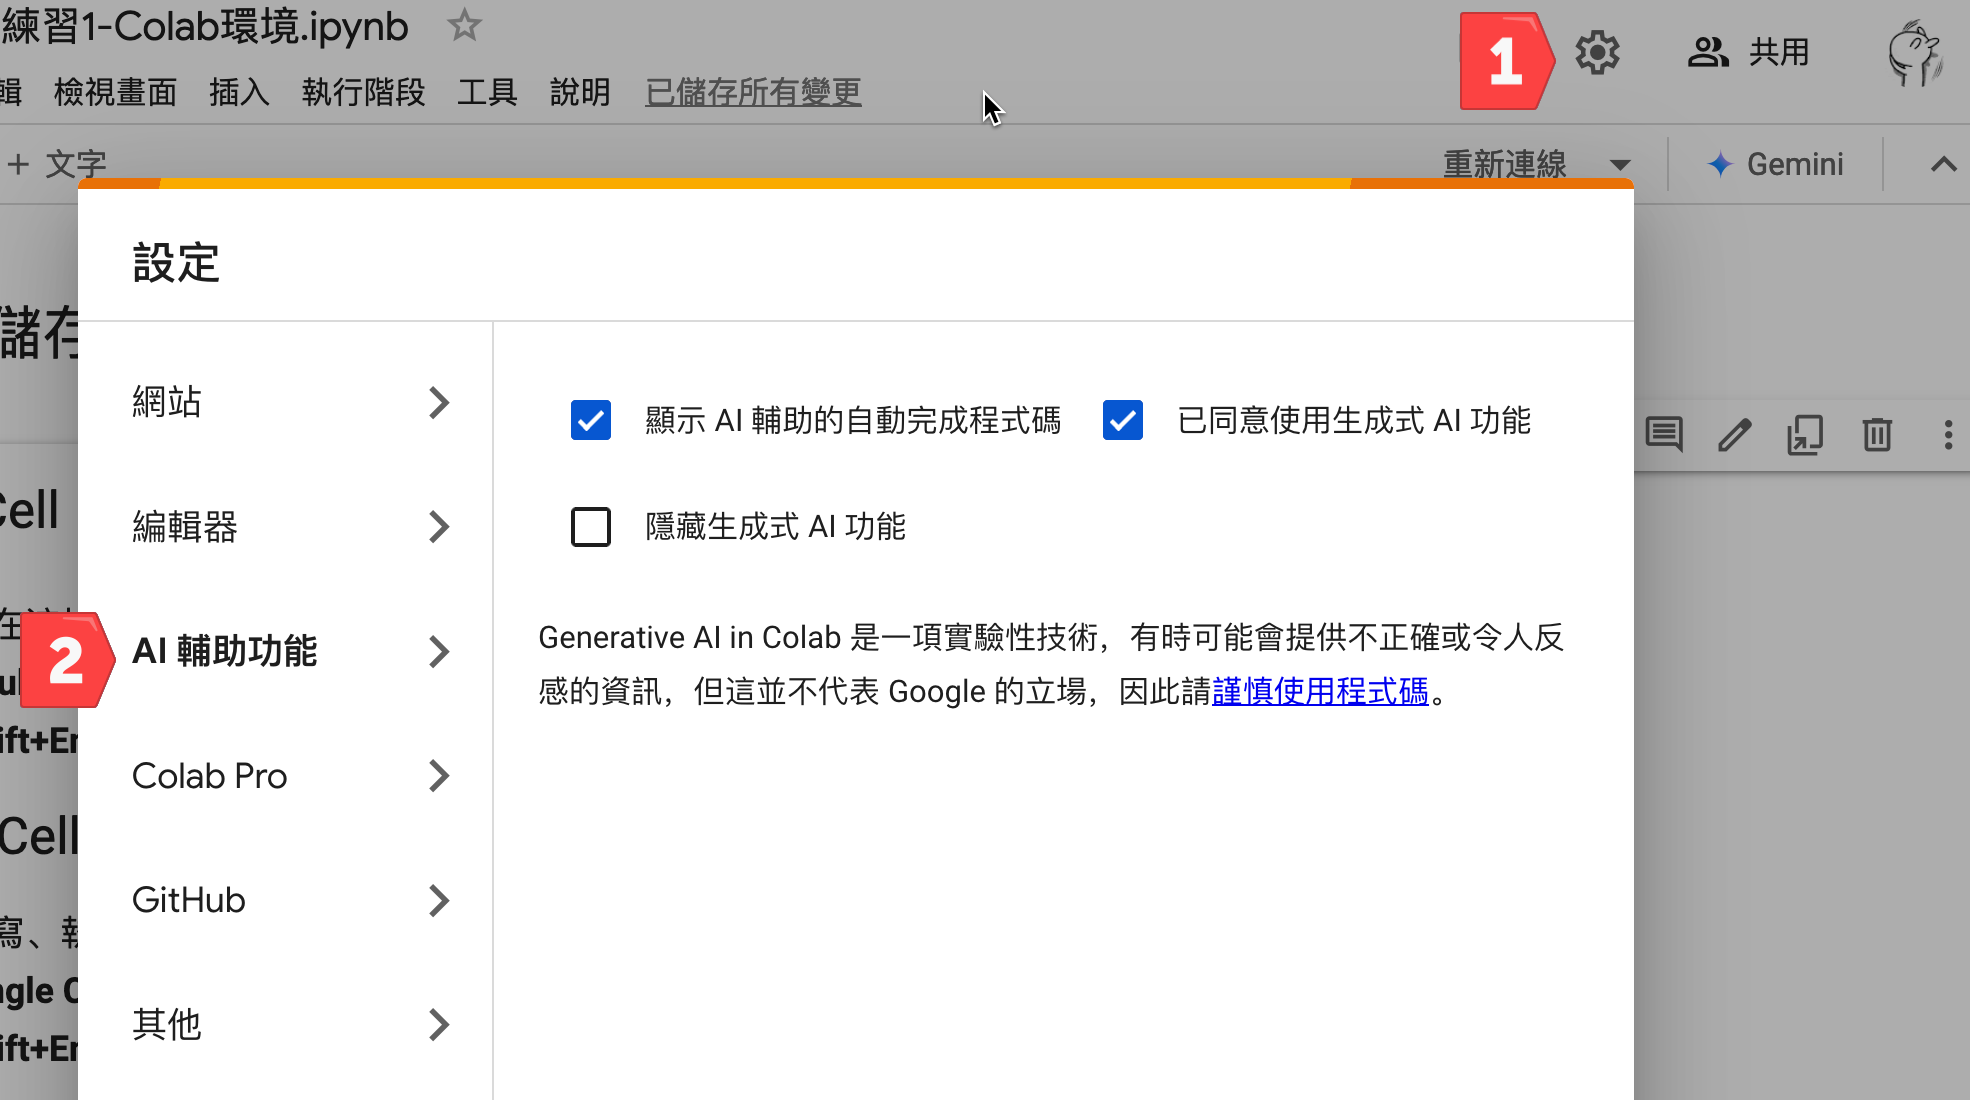 練習1-Colab環境.ipynb
1
共用
輯 檢視畫面 插入 執行階段 工具 說明 已儲存所有變更
+ 文字
重新連線
Gemini
設定
儲存
網站
顯示 AI 輔助的自動完成程式碼
已同意使用生成式 AI 功能
Cell
編輯器
隱藏生成式 AI 功能
2
AI 輔助功能
Generative AI in Colab 是一項實驗性技術，有時可能會提供不正確或令人反
感的資訊，但這並不代表 Google 的立場，因此請謹慎使用程式碼。
ift+En
Colab Pro
Cell
GitHub
寫、執
ngle C
其他
ift+En